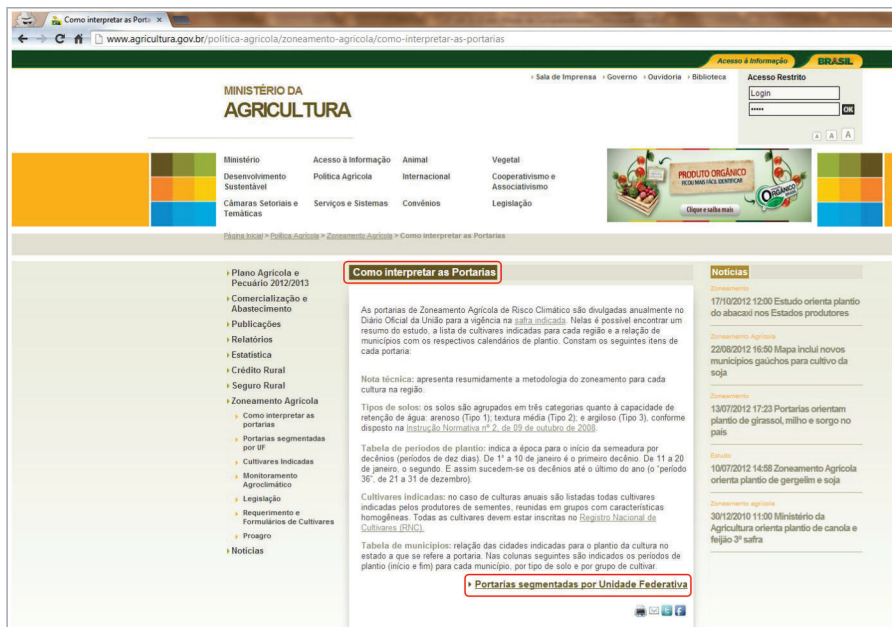 Como interpretar as Porta ×
www.agricultura.gov.br/politica-agricola/zoneamento-agricola/como-interpretar-as-portarias
Acesso à Informação BRASIL
Sala de Imprensa Governo Ouvidoria Biblioteca
Acesso Restrito
Login
•••••
OK
A A A
MINISTÉRIO DA
AGRICULTURA
Ministério Acesso à Informação Animal Vegetal
Desenvolvimento Sustentável Politica Agrícola Internacional Cooperativismo e Associativismo
Câmaras Setoriais e Temáticas Serviços e Sistemas Convênios Legislação
PRODUTO ORGÂNICO
FICOU MAIS FÁCIL IDENTIFICAR
Clique e saiba mais
ORGÂNICO
Página Inicial > Política Agrícola > Zoneamento Agrícola > Como interpretar as Portarias
Plano Agrícola e
Pecuário 2012/2013
Comercialização e
Abastecimento
Publicações
Relatórios
Estatística
Crédito Rural
Seguro Rural
Zoneamento Agrícola
Como interpretar as
portarias
Portarias segmentadas
por UF
Cultivares Indicadas
Monitoramento
Agroclimático
Legislação
Requerimento e
Formulários de Cultivares
Proagro
Notícias
Como interpretar as Portarias
As portarias de Zoneamento Agrícola de Risco Climático são divulgadas anualmente no
Diário Oficial da União para a vigência na safra indicada. Nelas é possível encontrar um
resumo do estudo, a lista de cultivares indicadas para cada região e a relação de
municípios com os respectivos calendários de plantio. Constam os seguintes itens de
cada portaria:
Nota técnica: apresenta resumidamente a metodologia do zoneamento para cada
cultura na região.
Tipos de solos: os solos são agrupados em três categorias quanto à capacidade de
retenção de água: arenoso (Tipo 1); textura média (Tipo 2); e argiloso (Tipo 3), conforme
disposto na Instrução Normativa nº 2, de 09 de outubro de 2008.
Tabela de períodos de plantio: indica a época para o início da semeadura por
decênios (períodos de dez dias). De 1° a 10 de janeiro é o primeiro decênio. De 11 a 20
de janeiro, o segundo. E assim sucedem-se os decênios até o último do ano (o “período
36”, de 21 a 31 de dezembro).
Cultivares indicadas: no caso de culturas anuais são listadas todas cultivares
indicadas pelos produtores de sementes, reunidas em grupos com características
homogêneas. Todas as cultivares devem estar inscritas no Registro Nacional de
Cultivares (RNC).
Tabela de municípios: relação das cidades indicadas para o plantio da cultura no
estado a que se refere a portaria. Nas colunas seguintes são indicados os períodos de
plantio (início e fim) para cada município, por tipo de solo e por grupo de cultivar.
Portarias segmentadas por Unidade Federativa
Notícias
Zoneamento
17/10/2012 12:00 Estudo orienta plantio
do abacaxi nos Estados produtores
Zoneamento Agrícola
22/08/2012 16:50 Mapa inclui novos
municípios gaúchos para cultivo da
soja
Zoneamento
13/07/2012 17:23 Portarias orientam
plantio de girassol, milho e sorgo no
país
Estudo
10/07/2012 14:58 Zoneamento Agrícola
orienta plantio de gergelim e soja
Zoneamento agrícola
30/12/2010 11:00 Ministério da
Agricultura orienta plantio de canola e
feijão 3ª safra